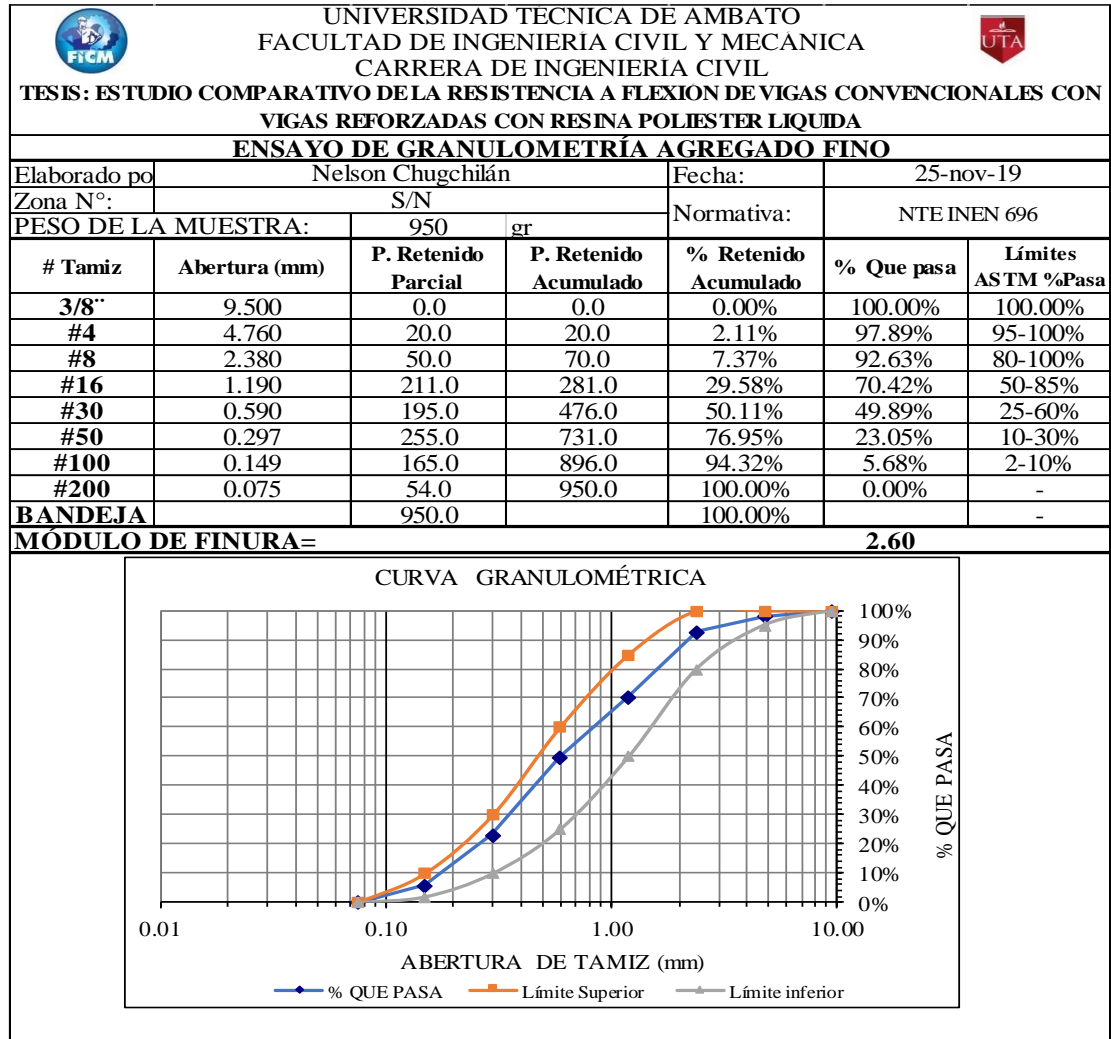 UNIVERSIDAD TÉCNICA DE AMBATO
FACULTAD DE INGENIERÍA CIVIL Y MECÁNICA
CARRERA DE INGENIERÍA CIVIL
FICM
UTA
TESIS: ESTUDIO COMPARATIVO DE LA RESISTENCIA A FLEXION DE VIGAS CONVENCIONALES CON
VIGAS REFORZADAS CON RESINA POLIESTER LIQUIDA
ENSAYO DE GRANULOMETRÍA AGREGADO FINO
Elaborado po Nelson Chugchilán Fecha: 25-nov-19
Zona N°: S/N Normativa: NTE INEN 696
PESO DE LA MUESTRA: 950 gr
# Tamiz Abertura (mm) P. Retenido Parcial P. Retenido Acumulado % Retenido Acumulado % Que pasa Límites ASTM %Pasa
3/8¨ 9.500 0.0 0.0 0.00% 100.00% 100.00%
#4 4.760 20.0 20.0 2.11% 97.89% 95-100%
#8 2.380 50.0 70.0 7.37% 92.63% 80-100%
#16 1.190 211.0 281.0 29.58% 70.42% 50-85%
#30 0.590 195.0 476.0 50.11% 49.89% 25-60%
#50 0.297 255.0 731.0 76.95% 23.05% 10-30%
#100 0.149 165.0 896.0 94.32% 5.68% 2-10%
#200 0.075 54.0 950.0 100.00% 0.00% -
BANDEJA 950.0 100.00% -
MÓDULO DE FINURA= 2.60
CURVA GRANULOMÉTRICA
100%
90%
80%
70%
60%
50%
40%
30%
20%
10%
0%
% QUE PASA
0.01 0.10 1.00 10.00
ABERTURA DE TAMIZ (mm)
% QUE PASA Límite Superior Límite inferior